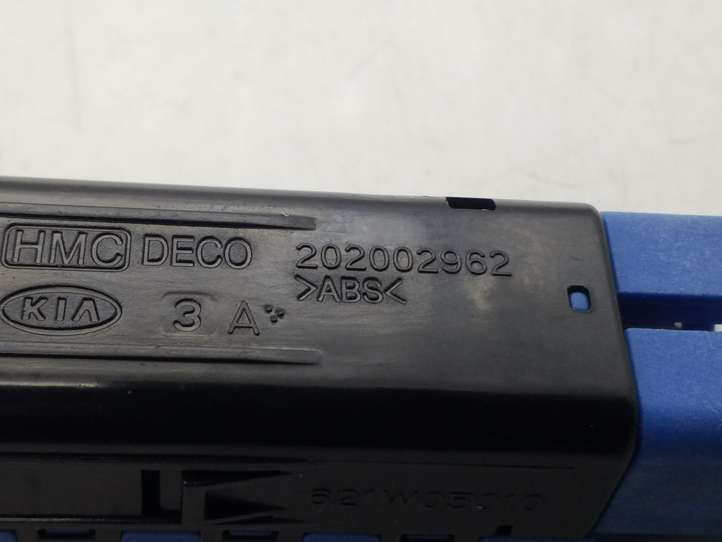 HMC DECO 202002962
>ABS<
KIA 3 A